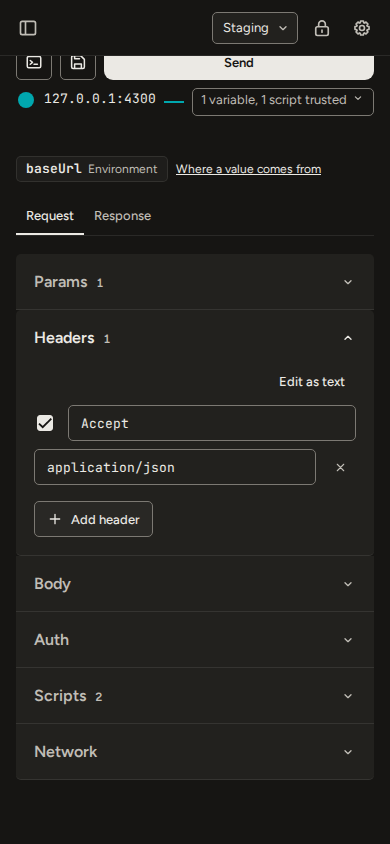 Staging
Send
127.0.0.1:4300
1 variable, 1 script trusted
baseUrl Environment
Where a value comes from
Request Response
Params 1
Headers 1
Edit as text
Accept
application/json
Add header
Body
Auth
Scripts 2
Network